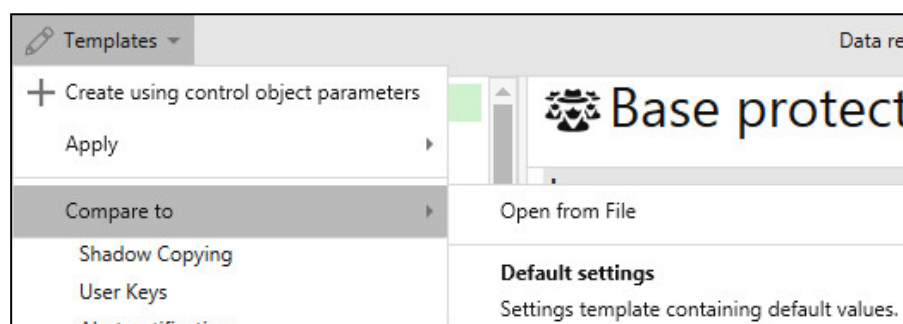 Templates
Data re
Create using control object parameters
Base protect
Apply
Compare to
Open from File
Shadow Copying
Default settings
User Keys
Settings template containing default values.